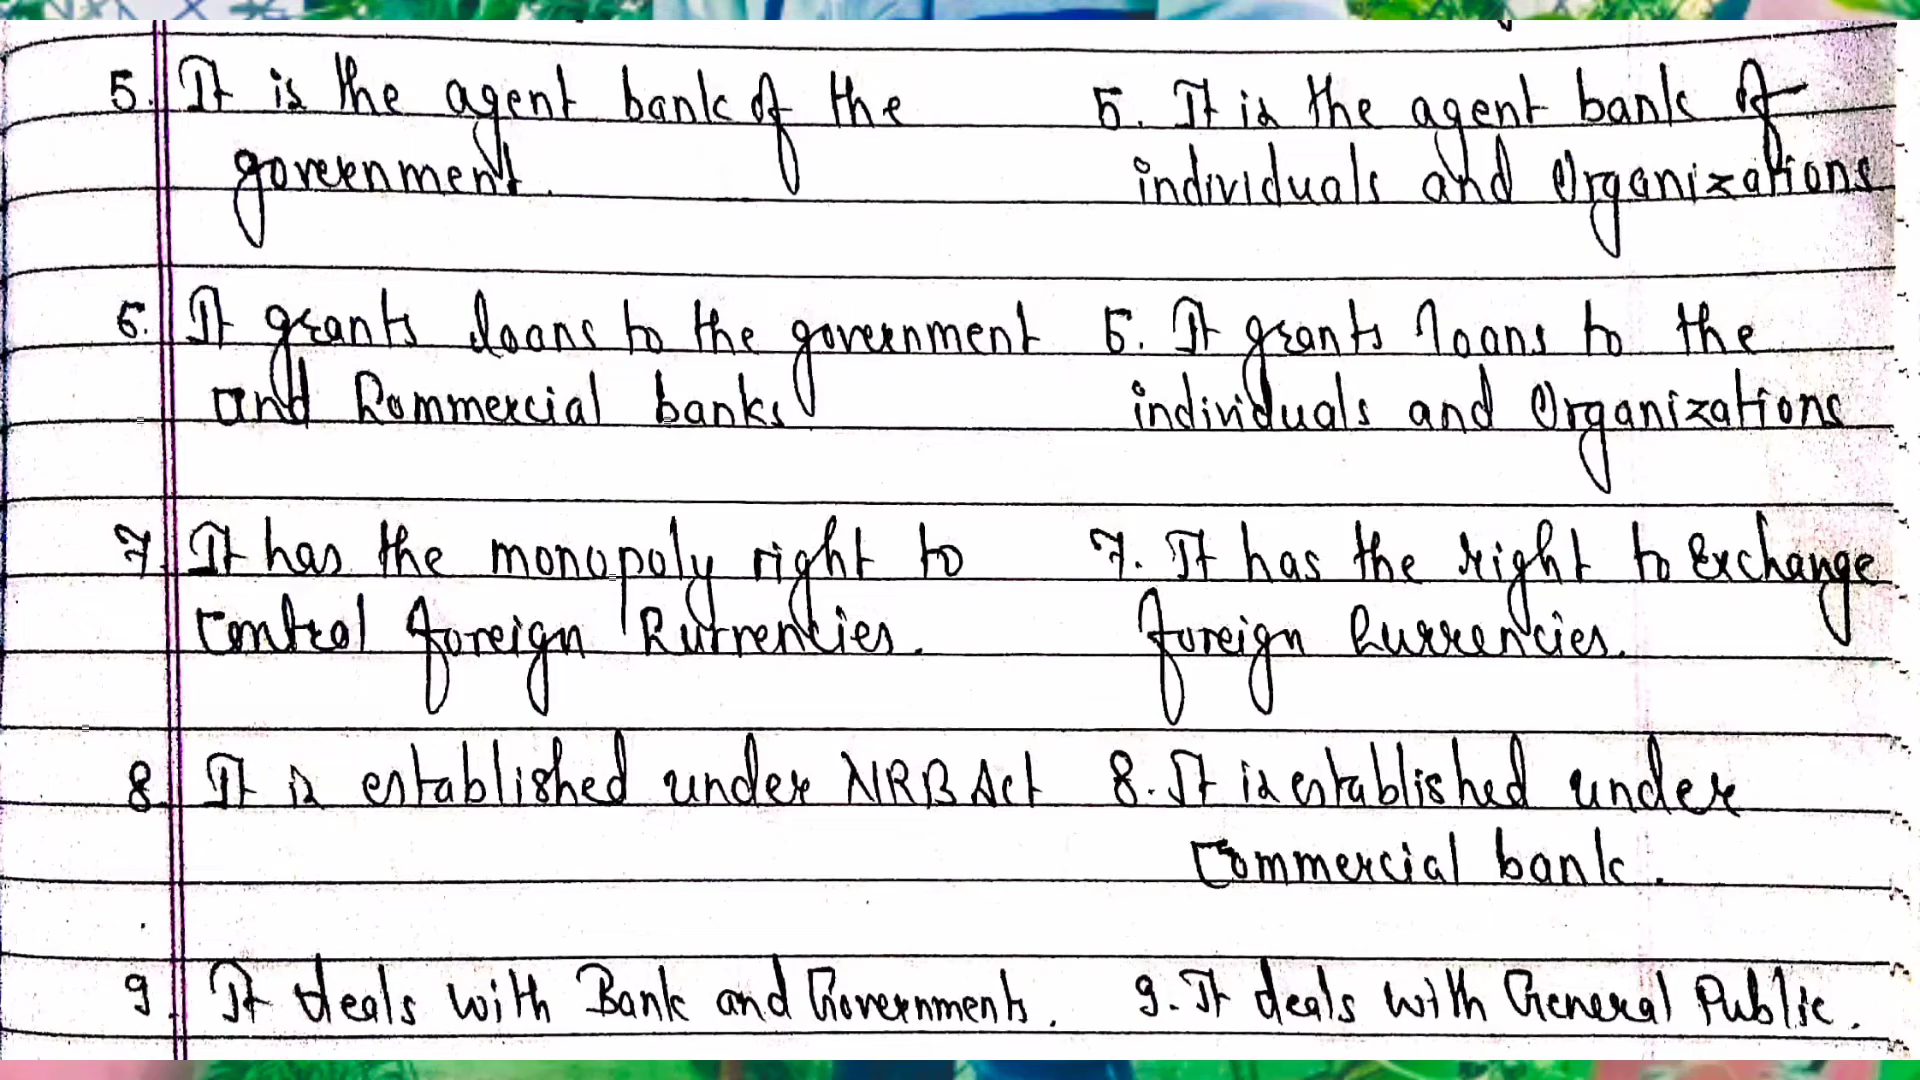 5. It is the agent bank of the
government.
5. It is the agent bank of
individuals and Organizations
6. It grants loans to the government
and Commercial banks
6. It grants loans to the
individuals and Organizations
7. It has the monopoly right to
control foreign Currencies.
7. It has the right to Exchange
foreign Currencies.
8. It is established under NRB Act
8. It is established under
Commercial bank.
9. It deals with Bank and Governments.
9. It deals with General Public.